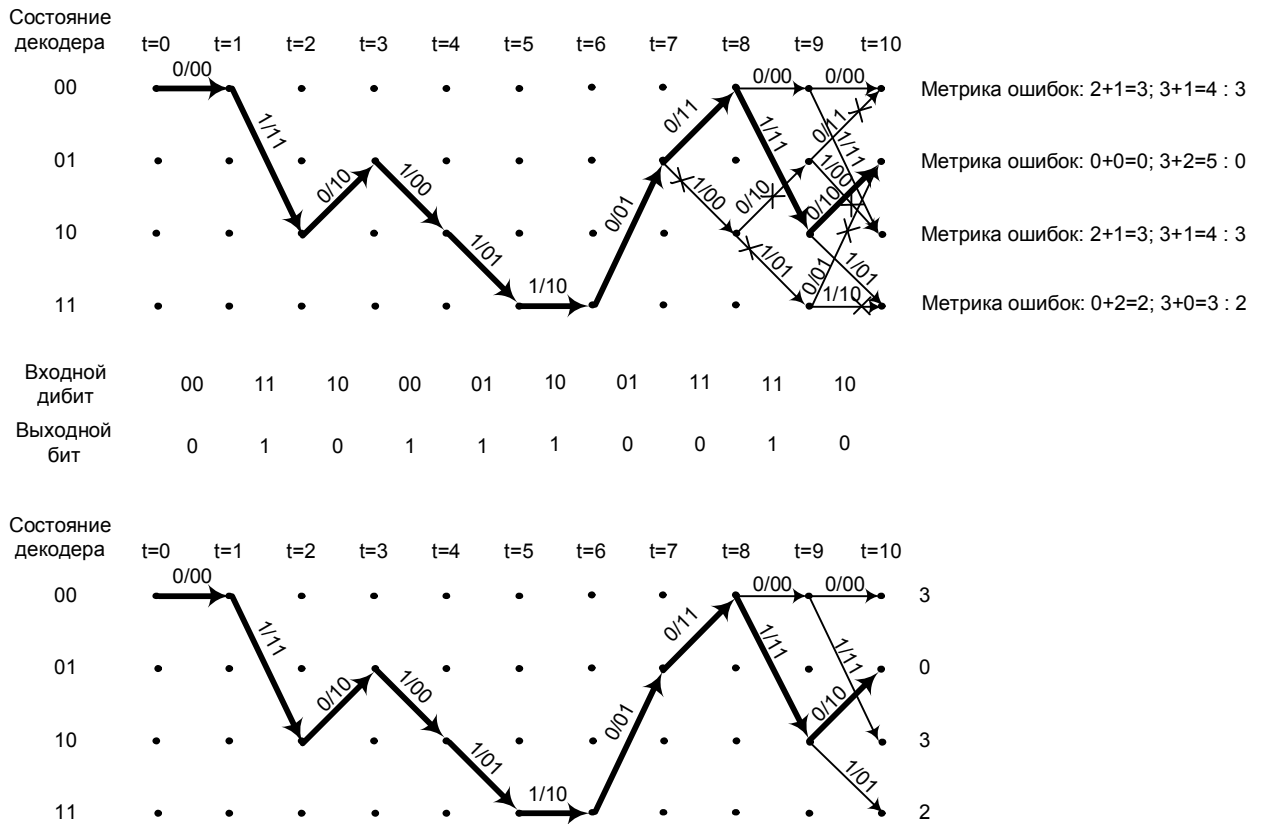 Состояние
декодера
t=0 t=1 t=2 t=3 t=4 t=5 t=6 t=7 t=8 t=9 t=10
0/00 0/00 0/00
00
Метрика ошибок: 2+1=3; 3+1=4 : 3
1/11 0/11 1/11 0/11 1/11
01
Метрика ошибок: 0+0=0; 3+2=5 : 0
0/10 1/00 0/01 1/00 0/10 0/10 1/00
10
Метрика ошибок: 2+1=3; 3+1=4 : 3
1/01 1/01 0/01 1/01
1/10 1/10
11
Метрика ошибок: 0+2=2; 3+0=3 : 2
Входной
дибит
00 11 10 00 01 10 01 11 11 10
Выходной
бит
0 1 0 1 1 1 0 0 1 0
Состояние
декодера
t=0 t=1 t=2 t=3 t=4 t=5 t=6 t=7 t=8 t=9 t=10
0/00 0/00 0/00
00 3
1/11 0/11 1/11 1/11
01 0
0/10 1/00 0/01 0/10
10 3
1/01 1/01
1/10
11 2